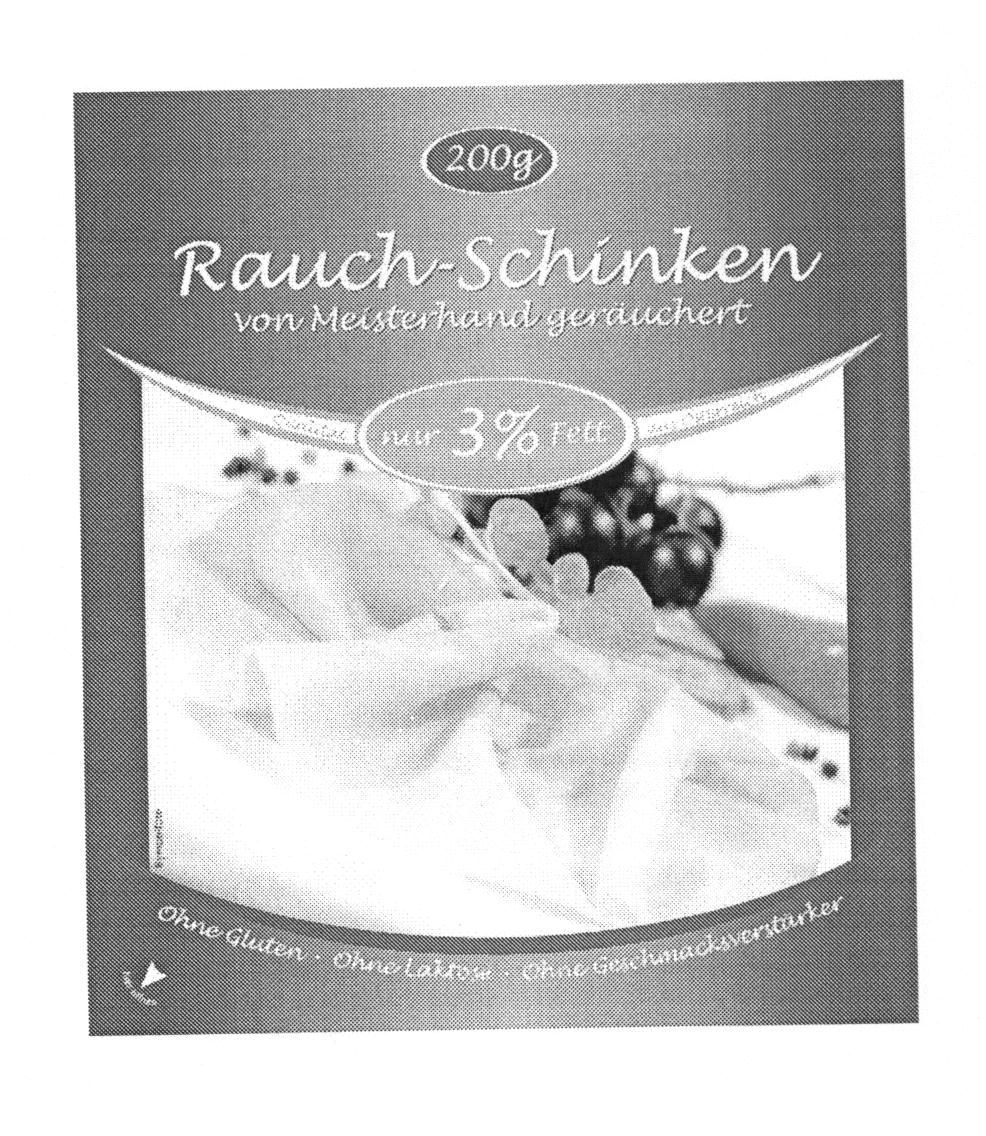 200g
Rauch-Schinken
von Meisterhand geräuchert
nur 3% Fett
Ohne Gluten · Ohne Laktose · Ohne Geschmacksverstärker